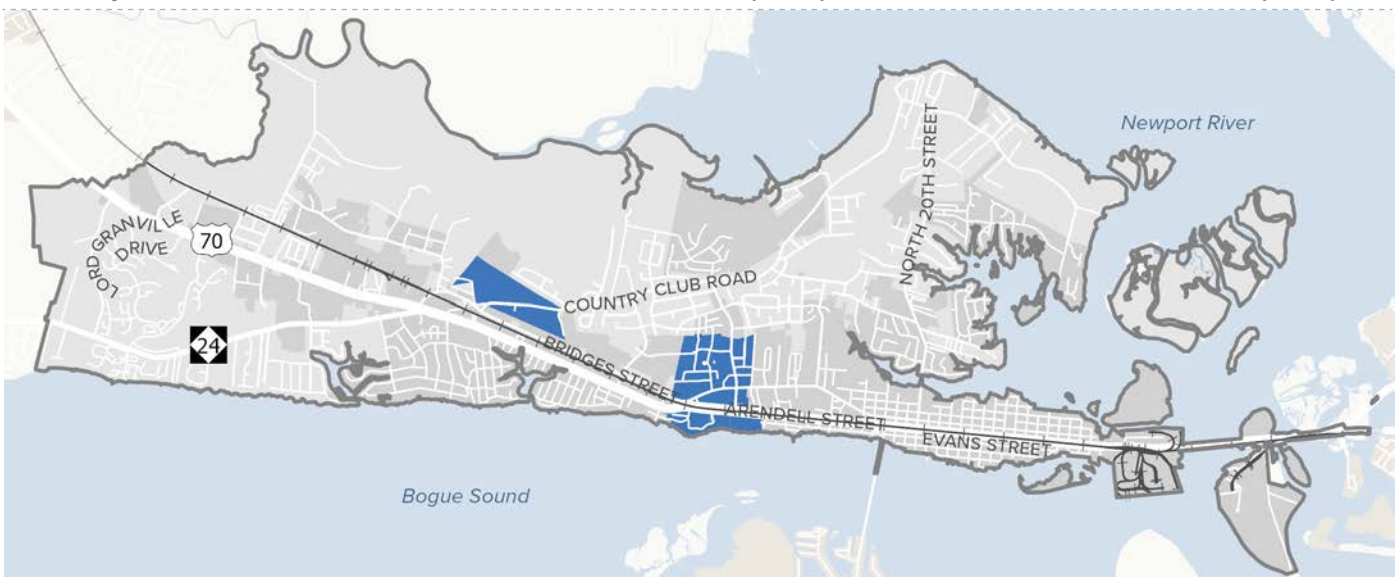 Newport River
NORTH 20TH STREET
LORD GRANVILLE
DRIVE
70
COUNTRY CLUB ROAD
24
BRIDGES STREET
ARENDELL STREET
EVANS STREET
Bogue Sound